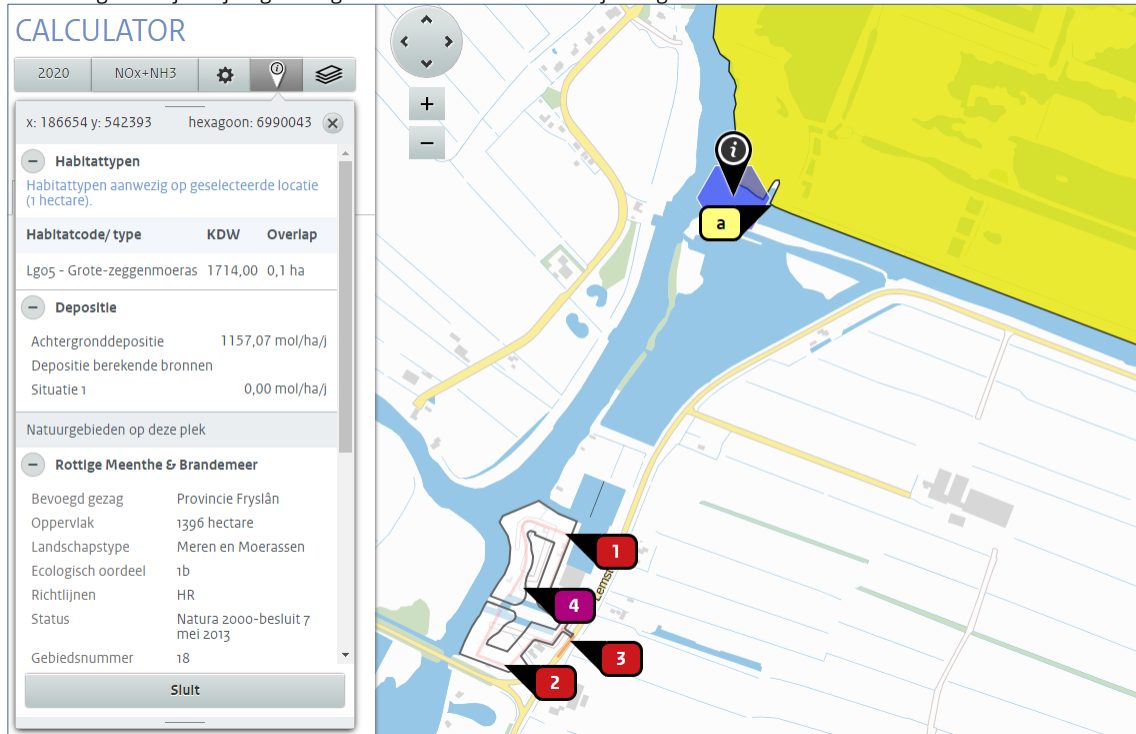 CALCULATOR
2020 NOx+NH3
x: 186654 y: 542393 hexagoon: 6990043
Habitattypen
Habitattypen aanwezig op geselecteerde locatie
(1 hectare).
Habitatcode/ type KDW Overlap
Lg05 - Grote-zeggenmoeras 1714,00 0,1 ha
Depositie
Achtergronddepositie 1157,07 mol/ha/j
Depositie berekende bronnen
Situatie 1 0,00 mol/ha/j
Natuurgebieden op deze plek
Rottige Meenthe & Brandemeer
Bevoegd gezag Provincie Fryslân
Oppervlak 1396 hectare
Landschapstype Meren en Moerassen
Ecologisch oordeel 1b
Richtlijnen HR
Status Natura 2000-besluit 7
mei 2013
Gebiedsnummer 18
Sluit
i
a
1
Lemst
4
3
2